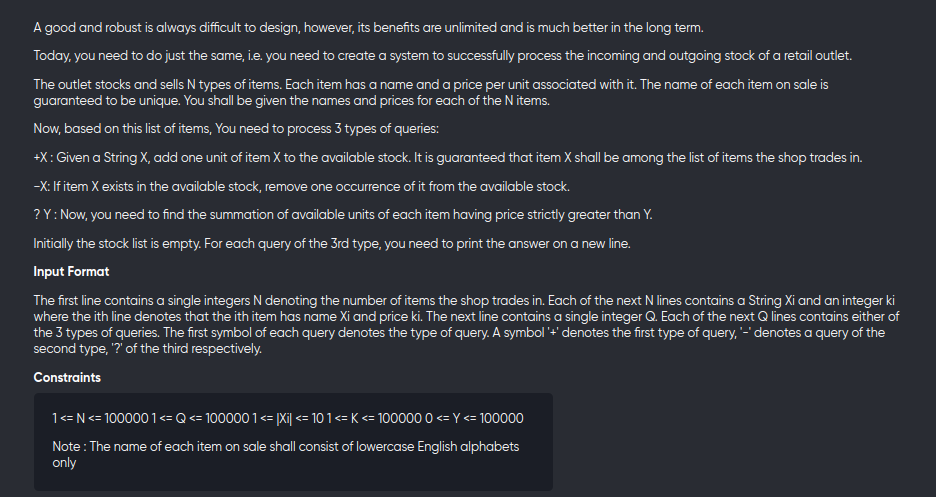 A good and robust is always difficult to design, however, its benefits are unlimited and is much better in the long term.
Today, you need to do just the same, i.e. you need to create a system to successfully process the incoming and outgoing stock of a retail outlet.
The outlet stocks and sells N types of items. Each item has a name and a price per unit associated with it. The name of each item on sale is
guaranteed to be unique. You shall be given the names and prices for each of the N items.
Now, based on this list of items, You need to process 3 types of queries:
+X : Given a String X, add one unit of item X to the available stock. It is guaranteed that item X shall be among the list of items the shop trades in.
−X: If item X exists in the available stock, remove one occurrence of it from the available stock.
? Y : Now, you need to find the summation of available units of each item having price strictly greater than Y.
Initially the stock list is empty. For each query of the 3rd type, you need to print the answer on a new line.
Input Format
The first line contains a single integers N denoting the number of items the shop trades in. Each of the next N lines contains a String Xi and an integer ki
where the ith line denotes that the ith item has name Xi and price ki. The next line contains a single integer Q. Each of the next Q lines contains either of
the 3 types of queries. The first symbol of each query denotes the type of query. A symbol '+' denotes the first type of query, '-' denotes a query of the
second type, '?' of the third respectively.
Constraints
1 <= N <= 100000 1 <= Q <= 100000 1 <= |Xi| <= 10 1 <= K <= 100000 0 <= Y <= 100000
Note : The name of each item on sale shall consist of lowercase English alphabets
only